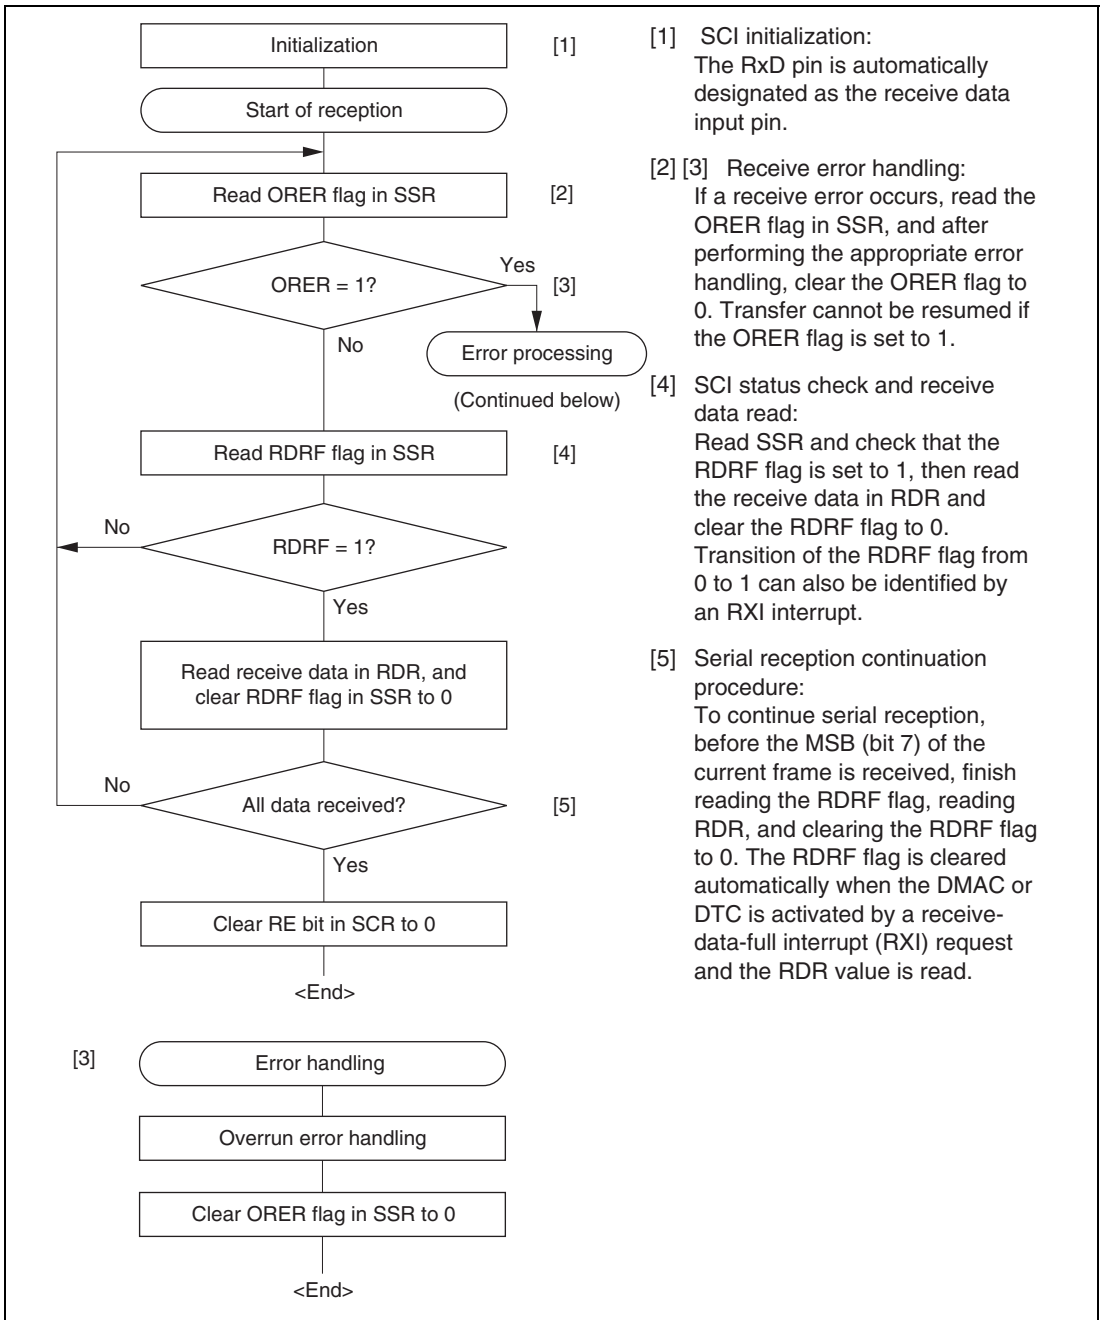 Initialization
[1]
Start of reception
Read ORER flag in SSR
[2]
ORER = 1?
Yes
[3]
No
Error processing
(Continued below)
Read RDRF flag in SSR
[4]
No
RDRF = 1?
Yes
Read receive data in RDR, and
clear RDRF flag in SSR to 0
No
All data received?
[5]
Yes
Clear RE bit in SCR to 0
<End>
[3]
Error handling
Overrun error handling
Clear ORER flag in SSR to 0
<End>
[1] SCI initialization:
The RxD pin is automatically
designated as the receive data
input pin.
[2] [3] Receive error handling:
If a receive error occurs, read the
ORER flag in SSR, and after
performing the appropriate error
handling, clear the ORER flag to
0. Transfer cannot be resumed if
the ORER flag is set to 1.
[4] SCI status check and receive
data read:
Read SSR and check that the
RDRF flag is set to 1, then read
the receive data in RDR and
clear the RDRF flag to 0.
Transition of the RDRF flag from
0 to 1 can also be identified by
an RXI interrupt.
[5] Serial reception continuation
procedure:
To continue serial reception,
before the MSB (bit 7) of the
current frame is received, finish
reading the RDRF flag, reading
RDR, and clearing the RDRF flag
to 0. The RDRF flag is cleared
automatically when the DMAC or
DTC is activated by a receive-
data-full interrupt (RXI) request
and the RDR value is read.